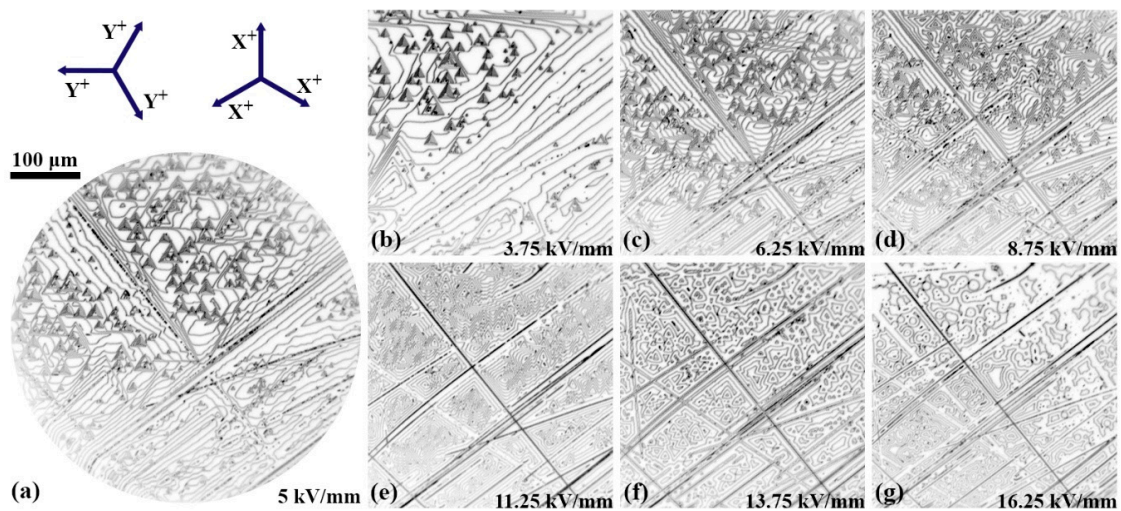 Y⁺
Y⁺
Y⁺
X⁺
X⁺
X⁺
100 µm
(a)
5 kV/mm
(b)
3.75 kV/mm
(c)
6.25 kV/mm
(d)
8.75 kV/mm
(e)
11.25 kV/mm
(f)
13.75 kV/mm
(g)
16.25 kV/mm